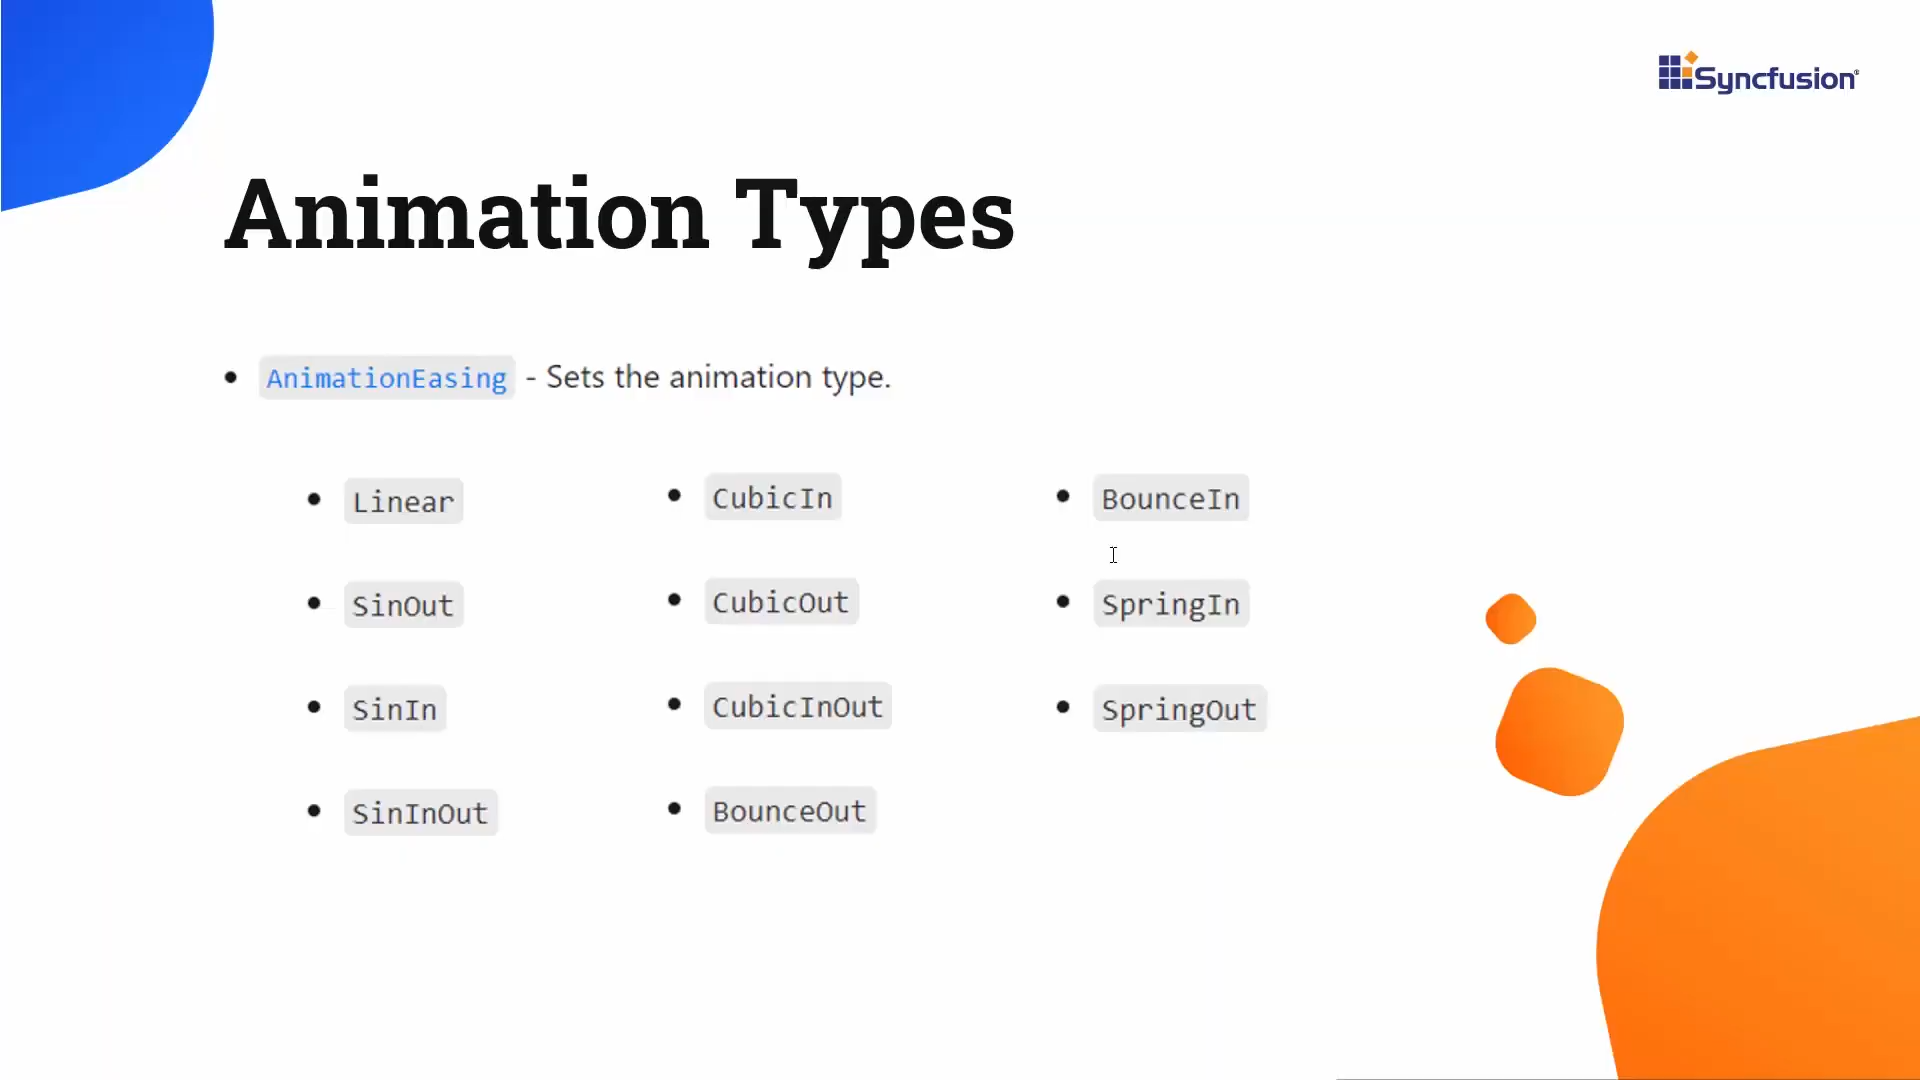 Syncfusion®
Animation Types
• AnimationEasing - Sets the animation type.
• Linear
• SinOut
• SinIn
• SinInOut
• CubicIn
• CubicOut
• CubicInOut
• BounceOut
• BounceIn
• SpringIn
• SpringOut